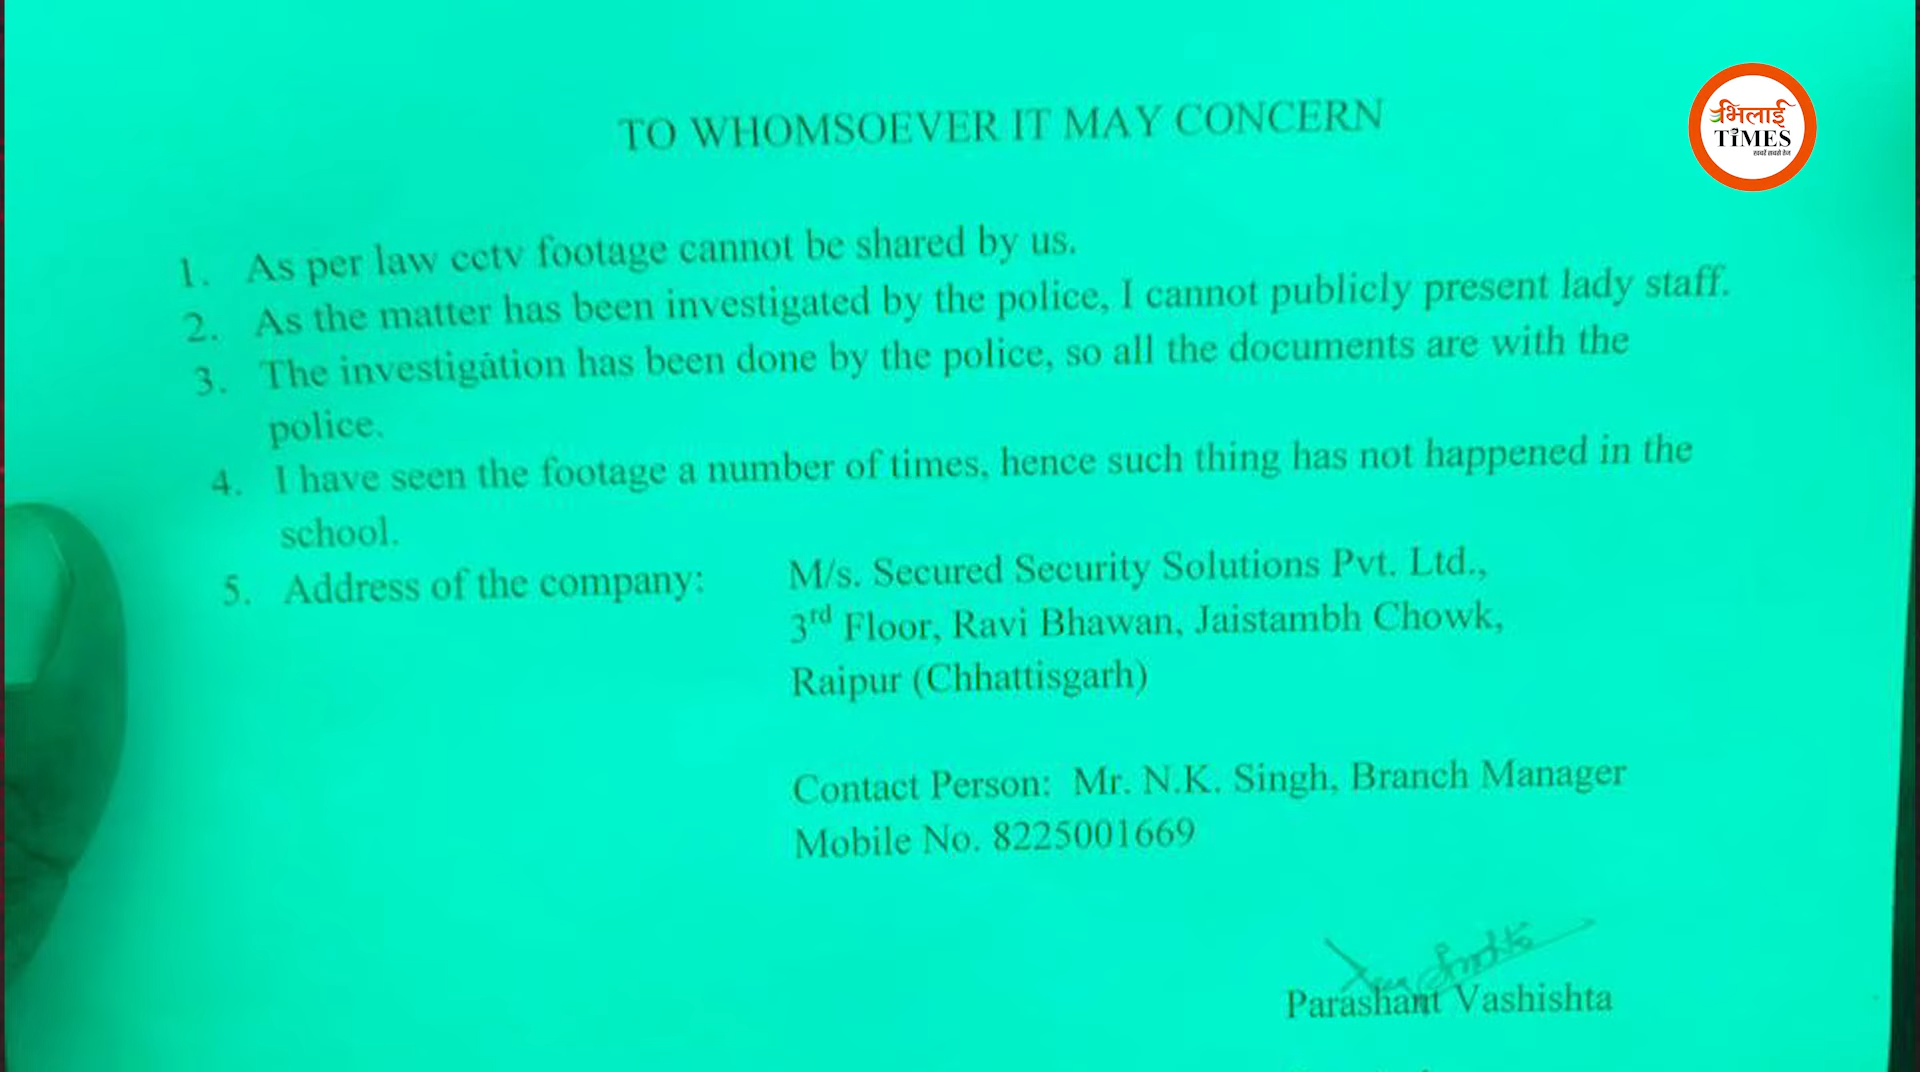 भिलाई
TiMES
खबरें सबसे तेज
TO WHOMSOEVER IT MAY CONCERN
1. As per law cctv footage cannot be shared by us.
2. As the matter has been investigated by the police, I cannot publicly present lady staff.
3. The investigation has been done by the police, so all the documents are with the
police.
4. I have seen the footage a number of times, hence such thing has not happened in the
school.
5. Address of the company: M/s. Secured Security Solutions Pvt. Ltd.,
3rd Floor, Ravi Bhawan, Jaistambh Chowk,
Raipur (Chhattisgarh)
Contact Person: Mr. N.K. Singh, Branch Manager
Mobile No. 8225001669
Parashant Vashishta